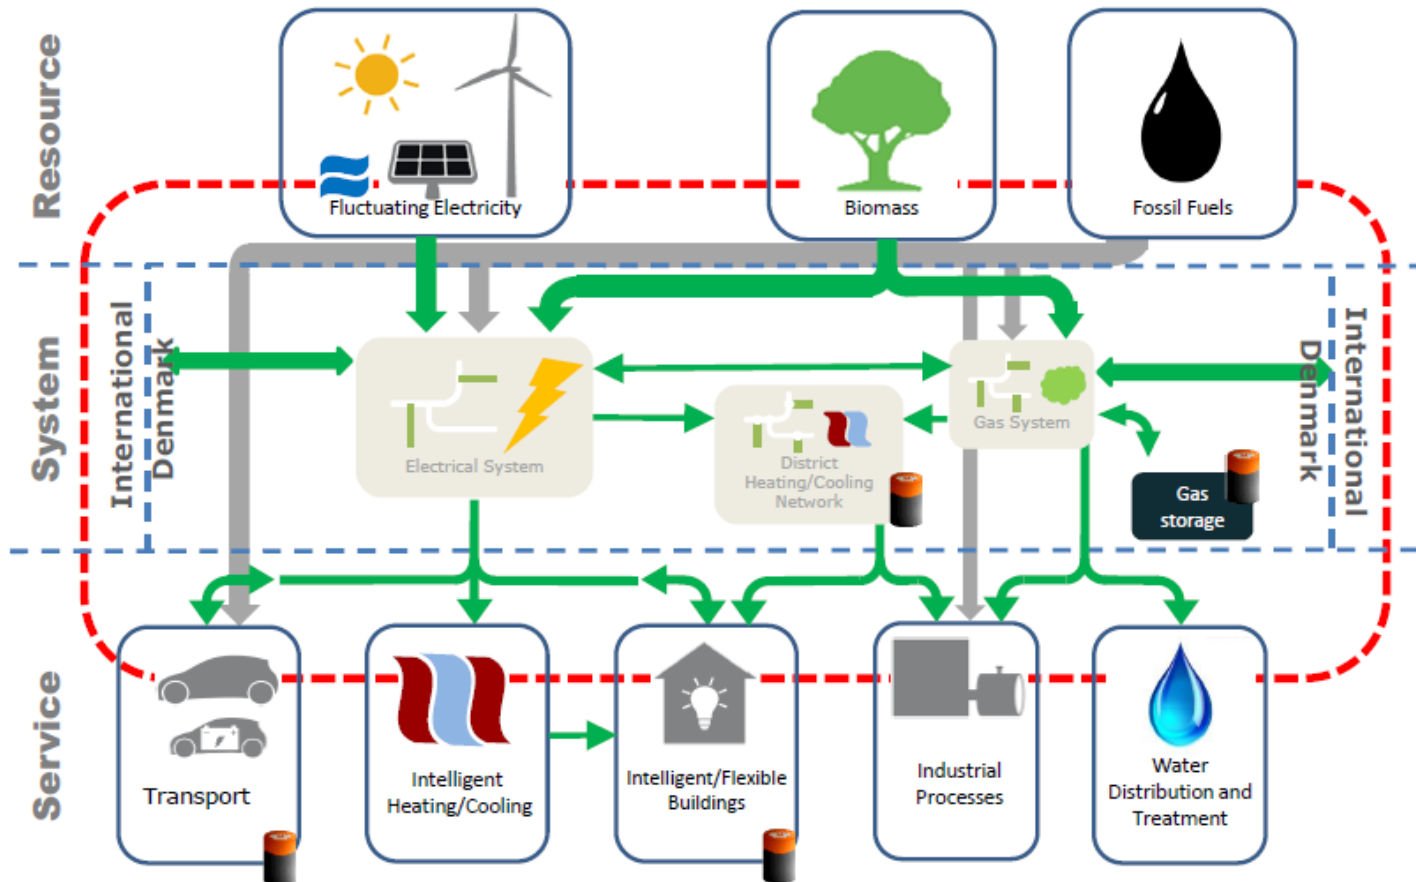 Resource
Fluctuating Electricity
Biomass
Fossil Fuels
System
International
Denmark
Electrical System
District
Heating/Cooling
Network
Gas System
Gas
storage
Denmark
International
Service
Transport
Intelligent
Heating/Cooling
Intelligent/Flexible
Buildings
Industrial
Processes
Water
Distribution and
Treatment